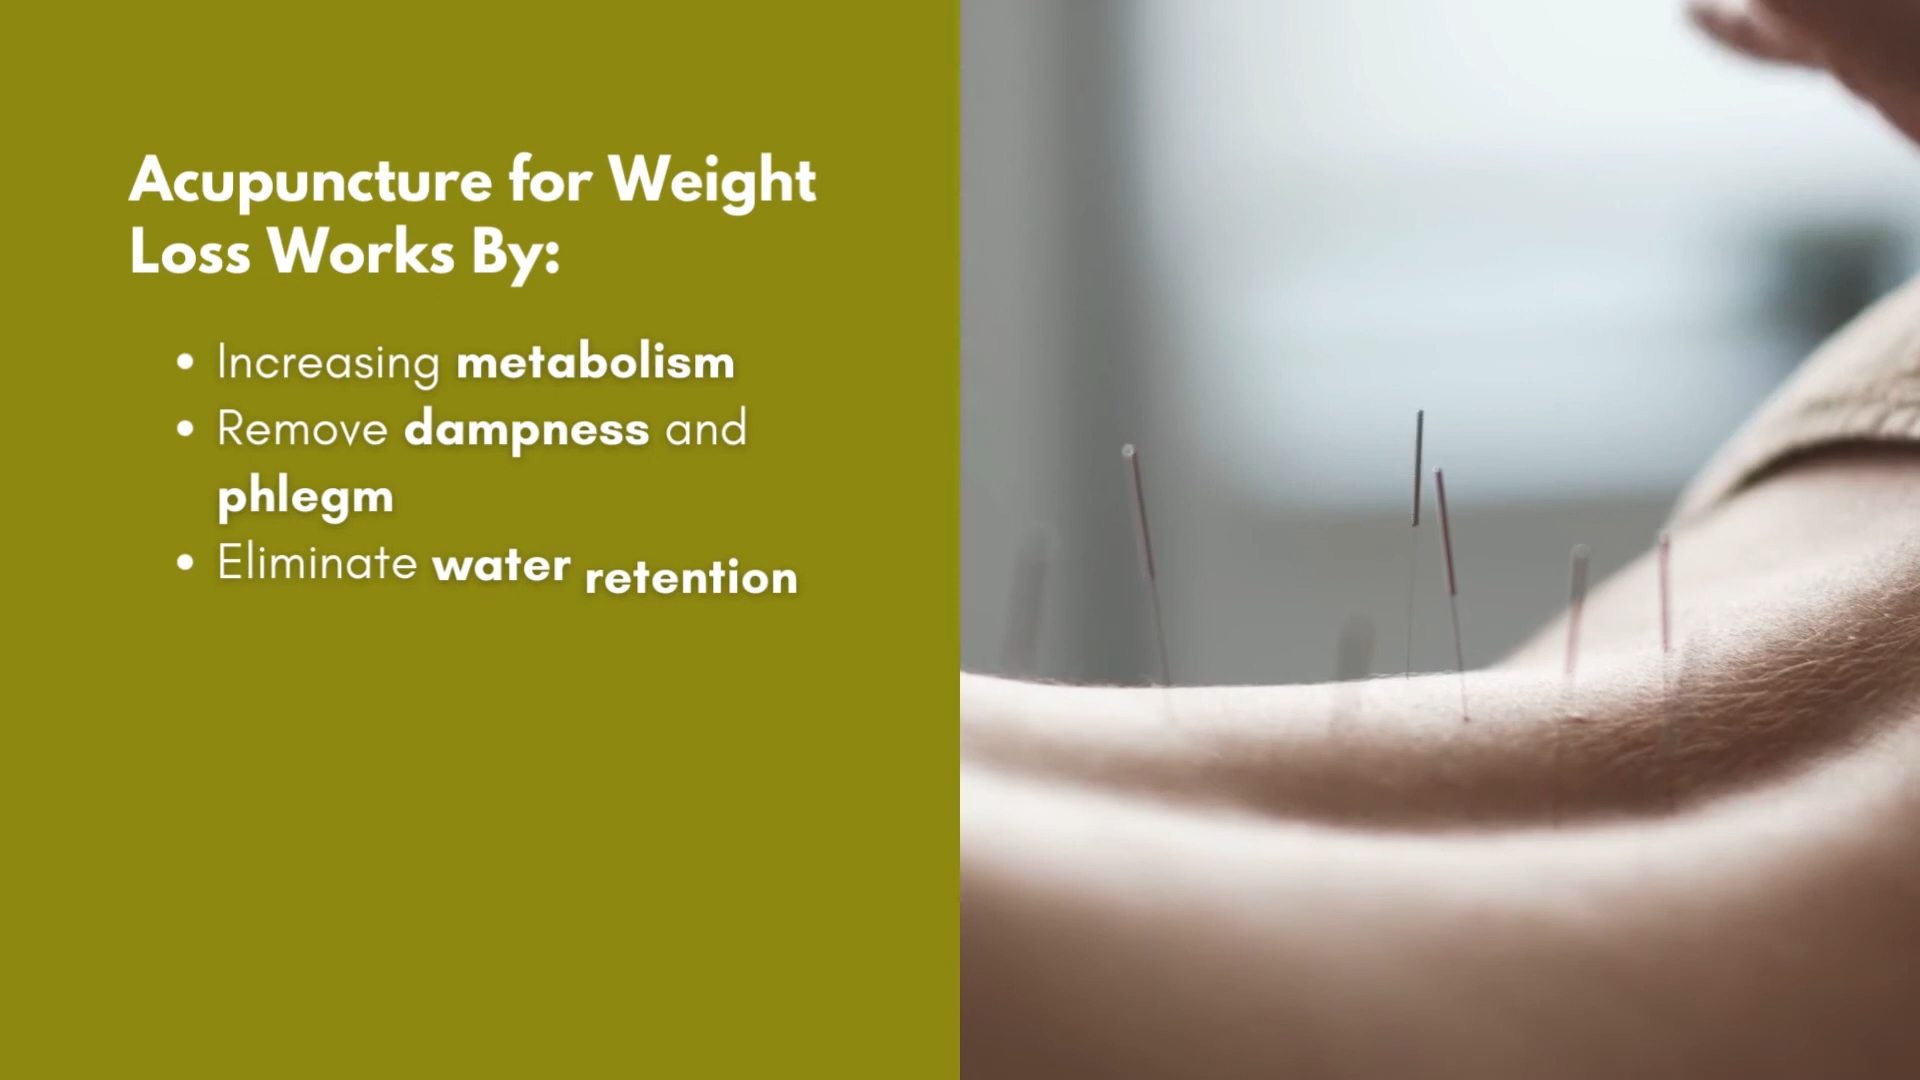 Acupuncture for Weight
Loss Works By:
• Increasing metabolism
• Remove dampness and
phlegm
• Eliminate water retention